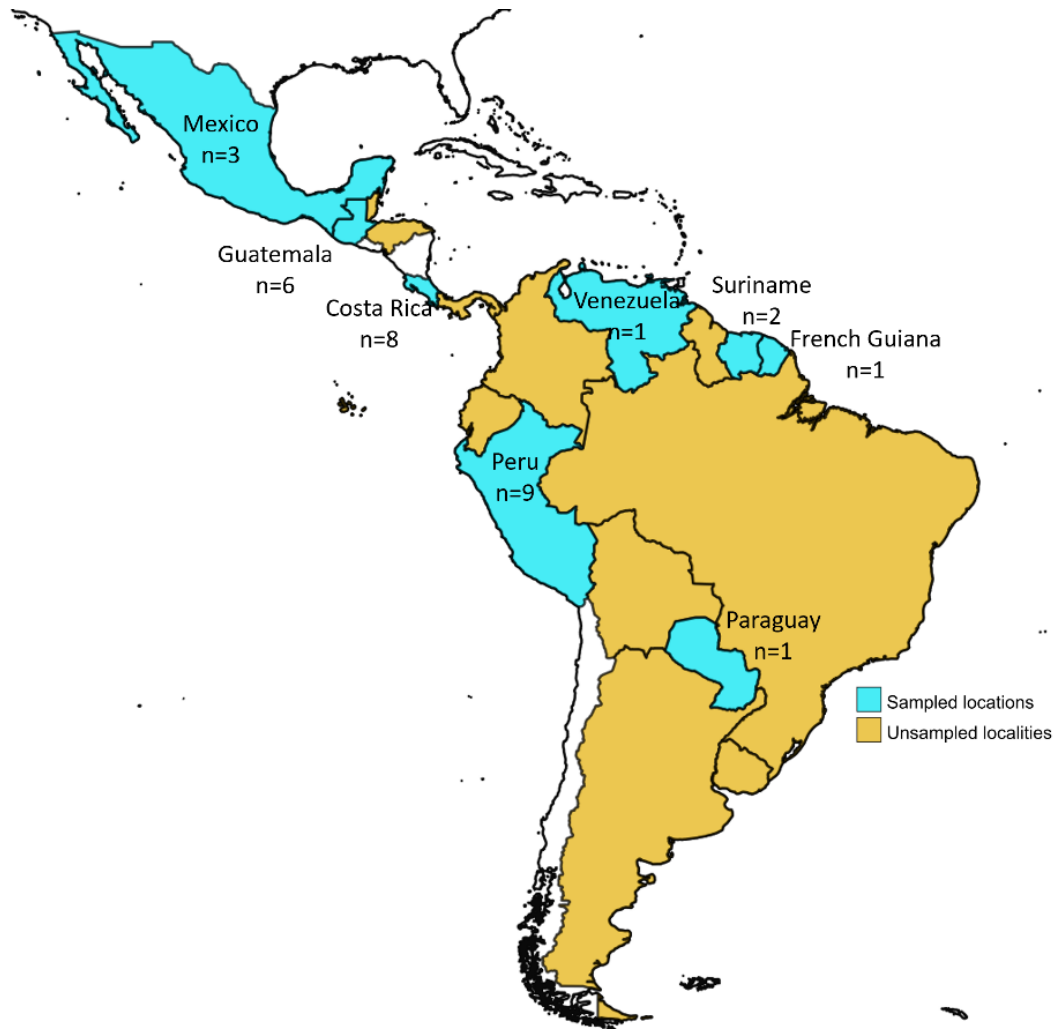 Mexico
n=3
Guatemala
n=6
Costa Rica
n=8
Venezuela
n=1
Suriname
n=2
French Guiana
n=1
Peru
n=9
Paraguay
n=1
Sampled locations
Unsampled localities